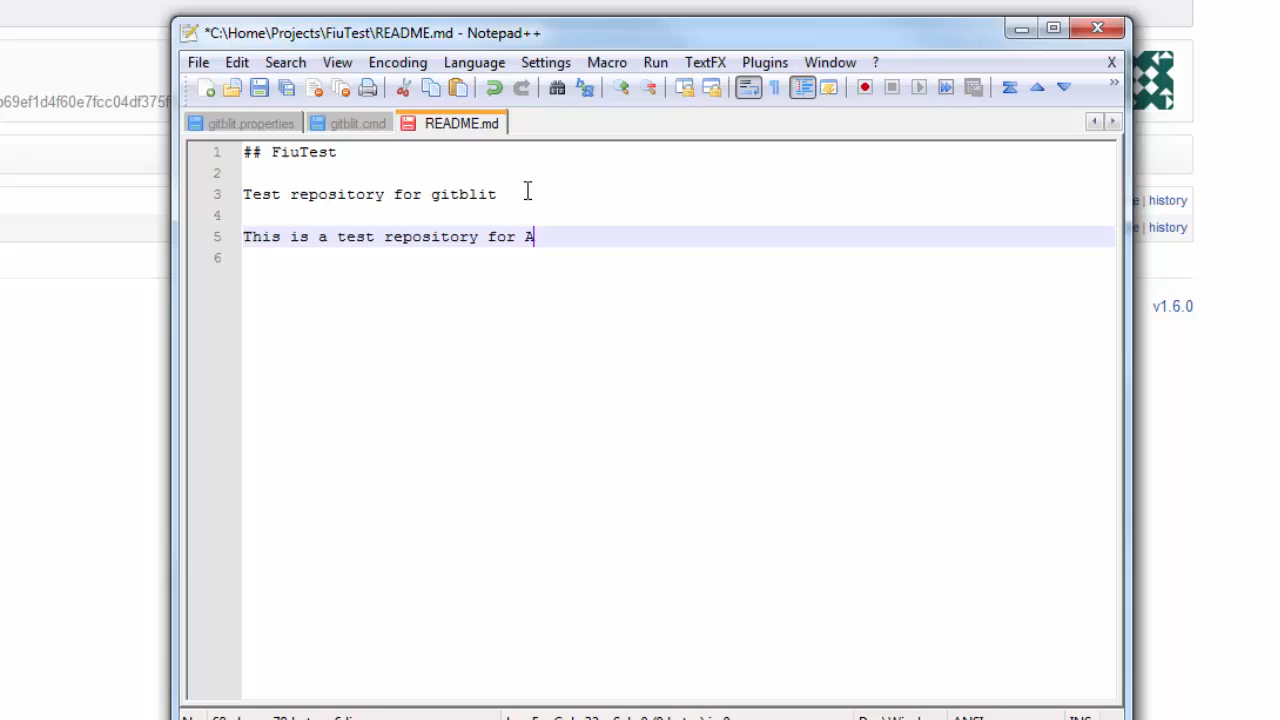 *C:\Home\Projects\FiuTest\README.md - Notepad++
File Edit Search View Encoding Language Settings Macro Run TextFX Plugins Window ? X
gitblit.properties gitblit.cmd README.md
1 ## FiuTest
2
3 Test repository for gitblit
4
5 This is a test repository for A
6
69ef1d4f60e7fcc04df375f
| history
| history
v1.6.0